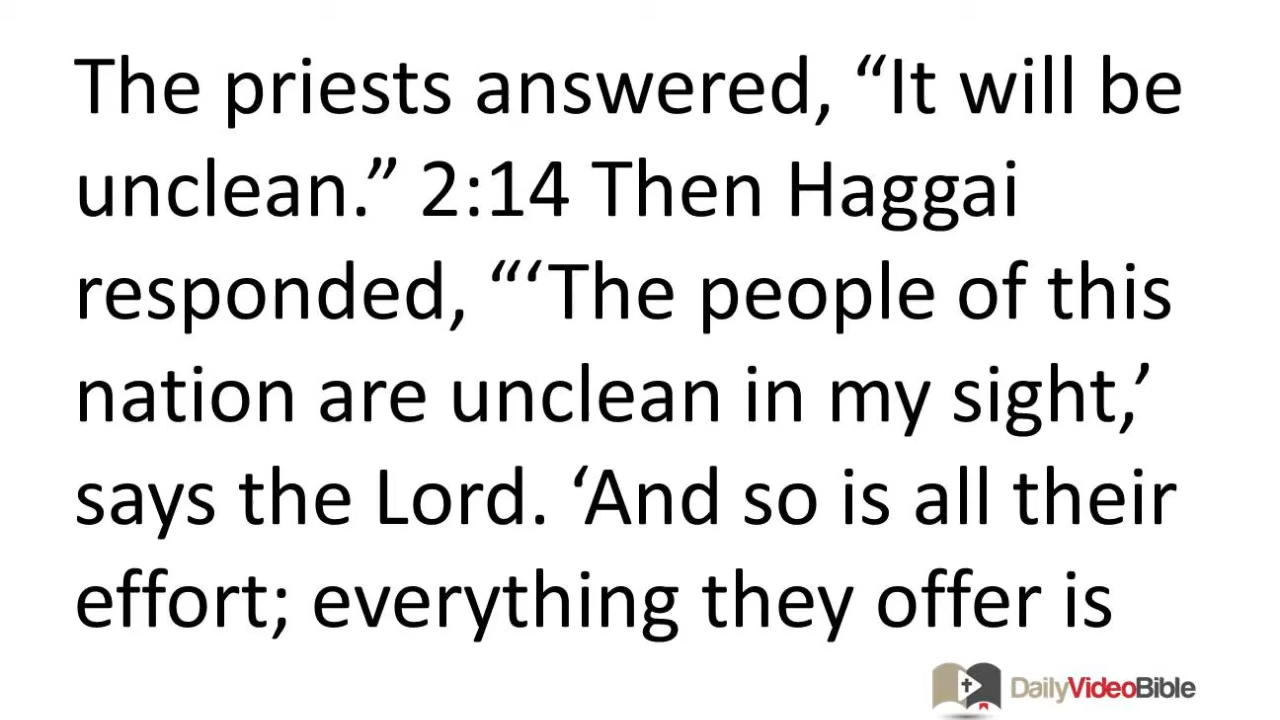 The priests answered, “It will be
unclean.” 2:14 Then Haggai
responded, “‘The people of this
nation are unclean in my sight,’
says the Lord. ‘And so is all their
effort; everything they offer is
DailyVideoBible